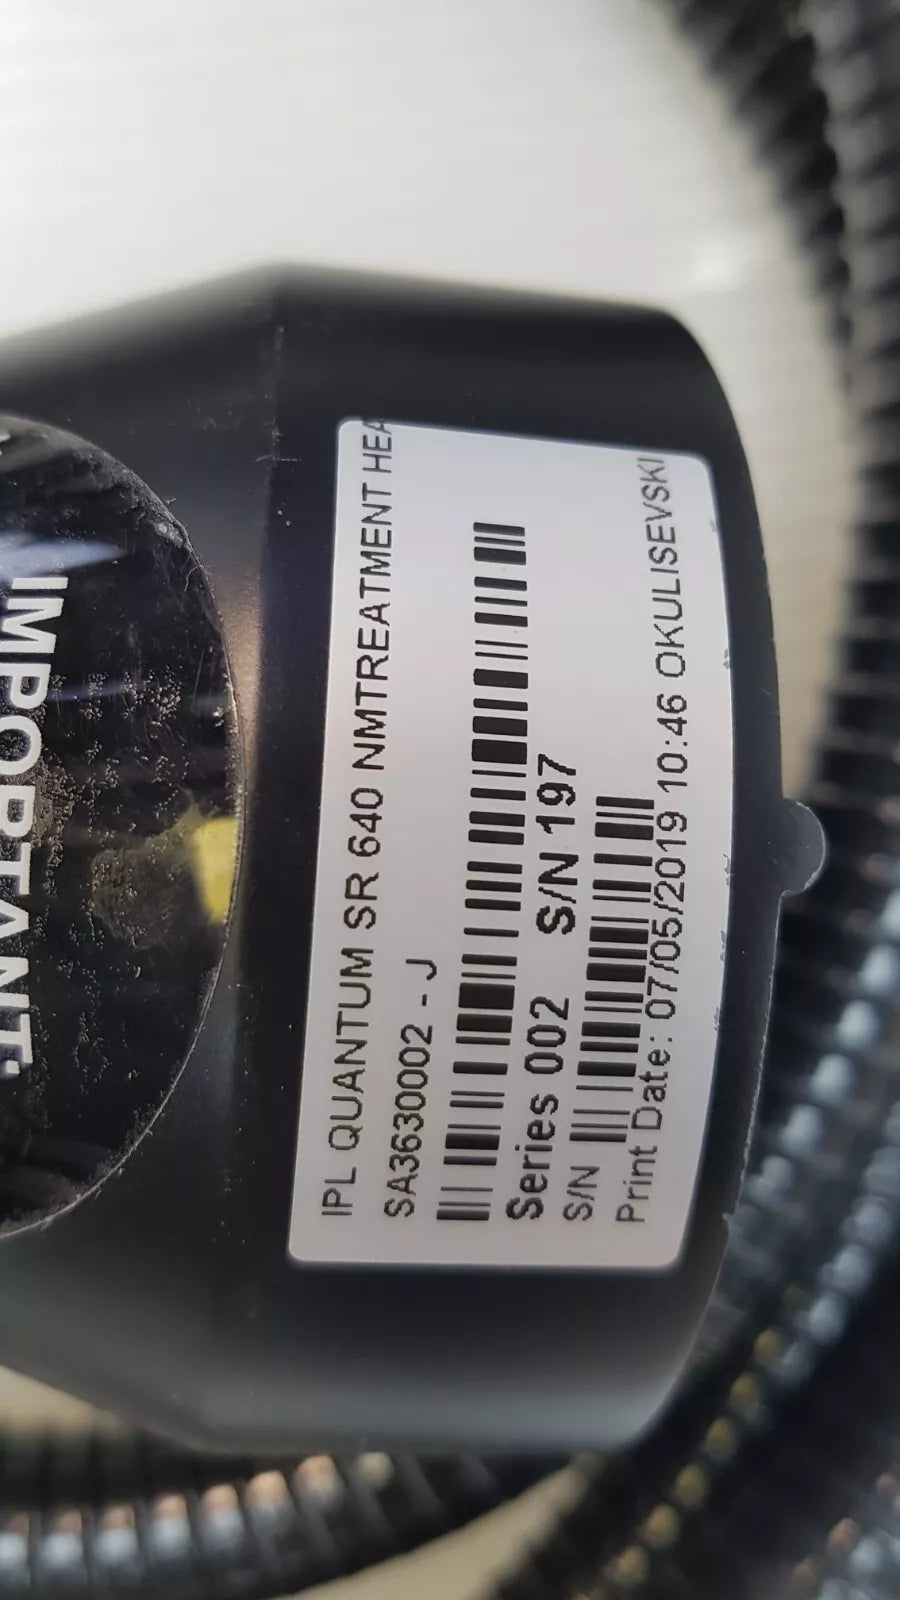 IPL QUANTUM SR 640 NMTREATMENT HEA
SA3630002 - J
Series 002 S/N 197
S/N
Print Date: 07/05/2019 10:46 OKULISEVSKI
IMPORTANT